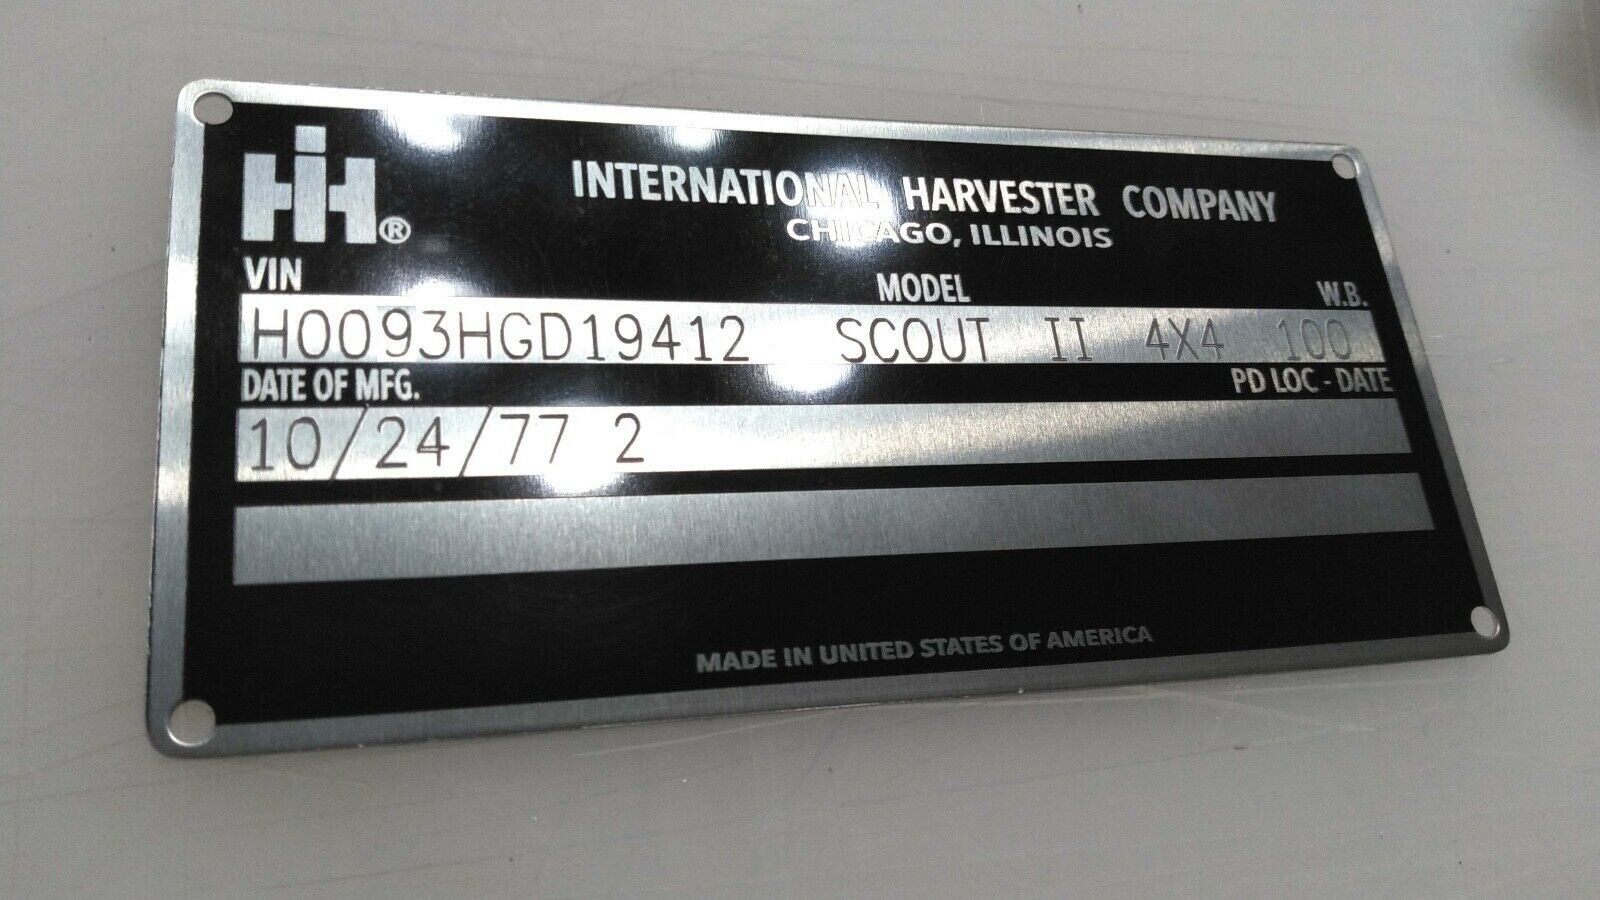 IH®
INTERNATIONAL HARVESTER COMPANY
CHICAGO, ILLINOIS
VIN MODEL W.B.
H0093HGD19412 SCOUT II 4X4 100
DATE OF MFG. PD LOC - DATE
10/24/77 2
MADE IN UNITED STATES OF AMERICA